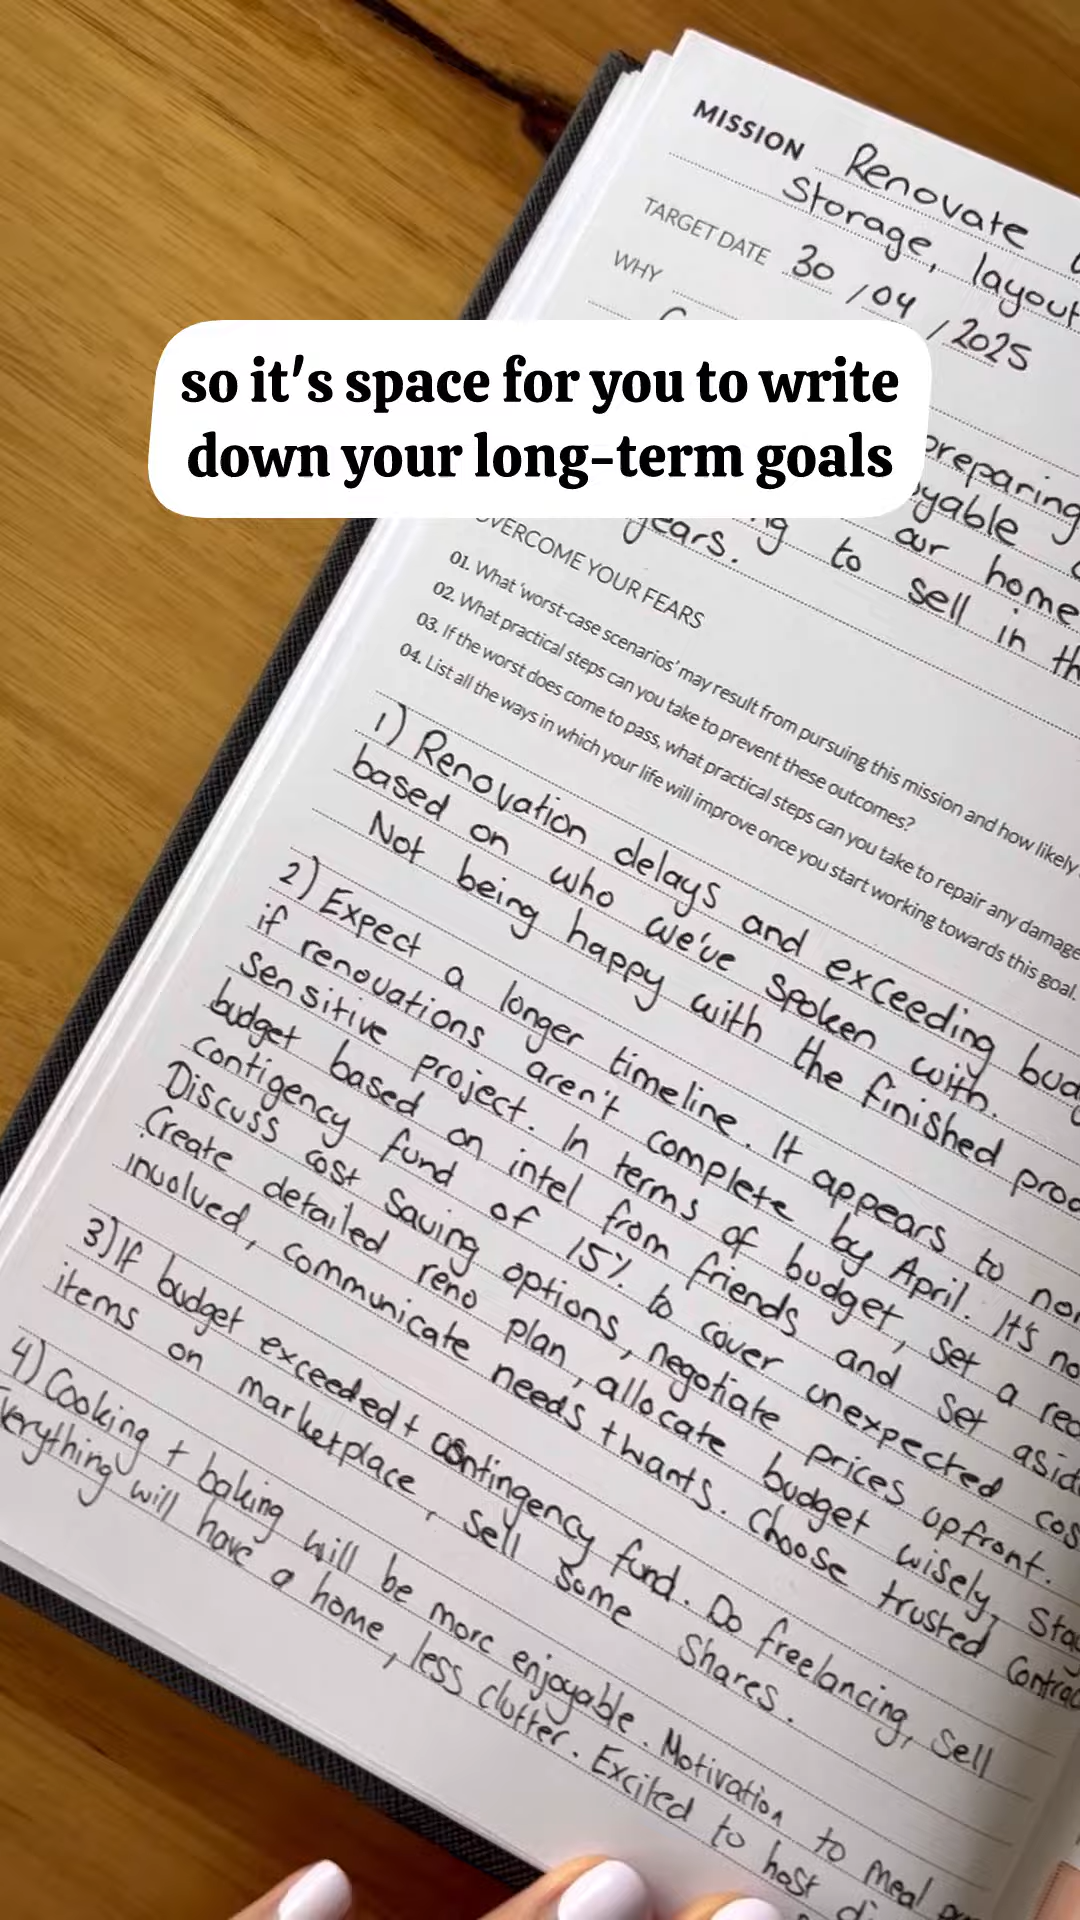 so it's space for you to write
down your long-term goals
MISSION Renovate
Storage, layout
TARGET DATE 30 / 04 / 2025
WHY
preparing
our home
to sell in
years.
OVERCOME YOUR FEARS
01. What 'worst-case scenarios' may result from pursuing this mission and how likely
02. What practical steps can you take to prevent these outcomes?
03. If the worst does come to pass, what practical steps can you take to repair any damage
04. List all the ways in which your life will improve once you start working towards this goal.
1) Renovation delays and exceeding
based on who we've spoken with.
Not being happy with the finished
2) Expect a longer timeline. It appears to
if renovations aren't complete by April. It's
sensitive project. In terms of budget, set a
budget based on intel from friends and set
contigency fund of 15% to cover unexpected
Discuss cost saving options, negotiate prices upfront.
Create detailed reno plan, allocate budget wisely,
involved, communicate needs + wants. Choose trusted
3) If budget exceeded + contingency fund. Do freelancing, sell
items on marketplace, sell some shares.
4) Cooking + baking will be more enjoyable. Motivation to meal
Everything will have a home, less clutter. Excited to host